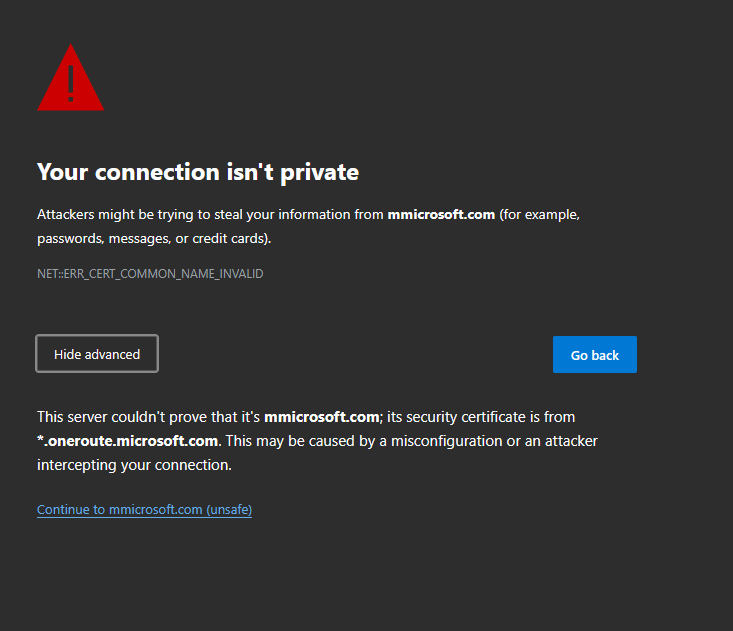 Your connection isn't private
Attackers might be trying to steal your information from mmicrosoft.com (for example,
passwords, messages, or credit cards).
NET::ERR_CERT_COMMON_NAME_INVALID
Hide advanced
Go back
This server couldn't prove that it's mmicrosoft.com; its security certificate is from
*.oneroute.microsoft.com. This may be caused by a misconfiguration or an attacker
intercepting your connection.
Continue to mmicrosoft.com (unsafe)